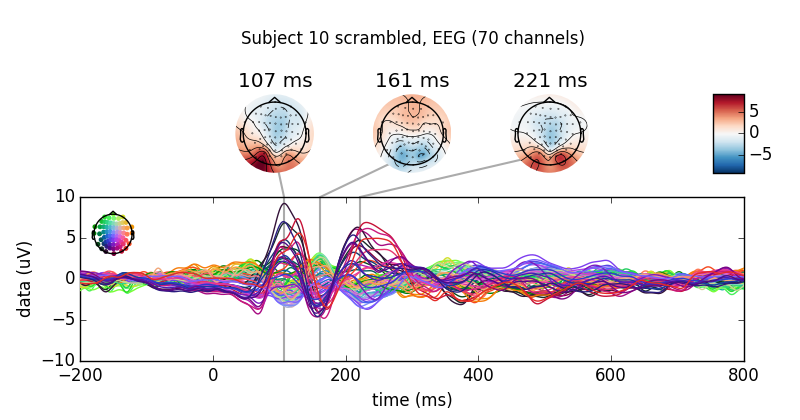 Subject 10 scrambled, EEG (70 channels)
107 ms 161 ms 221 ms
5
0
−5
10
5
0
−5
−10
data (uV)
−200 0 200 400 600 800
time (ms)